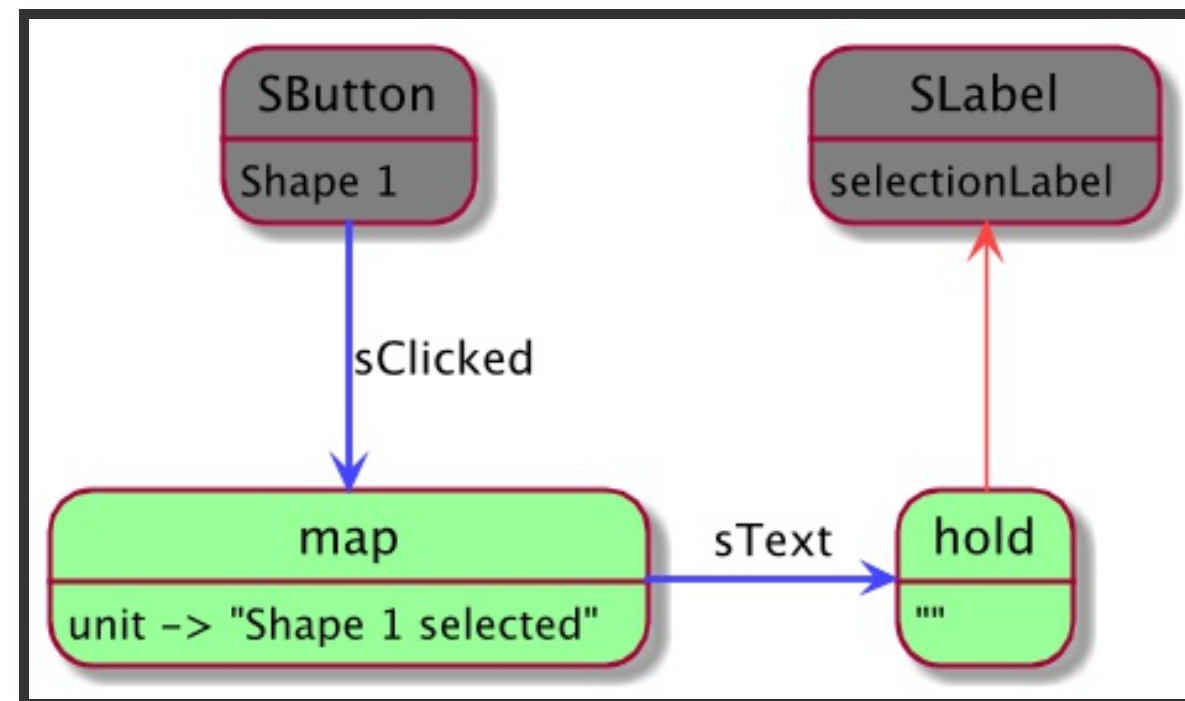 SButton
Shape 1
SLabel
selectionLabel
sClicked
map
unit -> "Shape 1 selected"
sText
hold
""